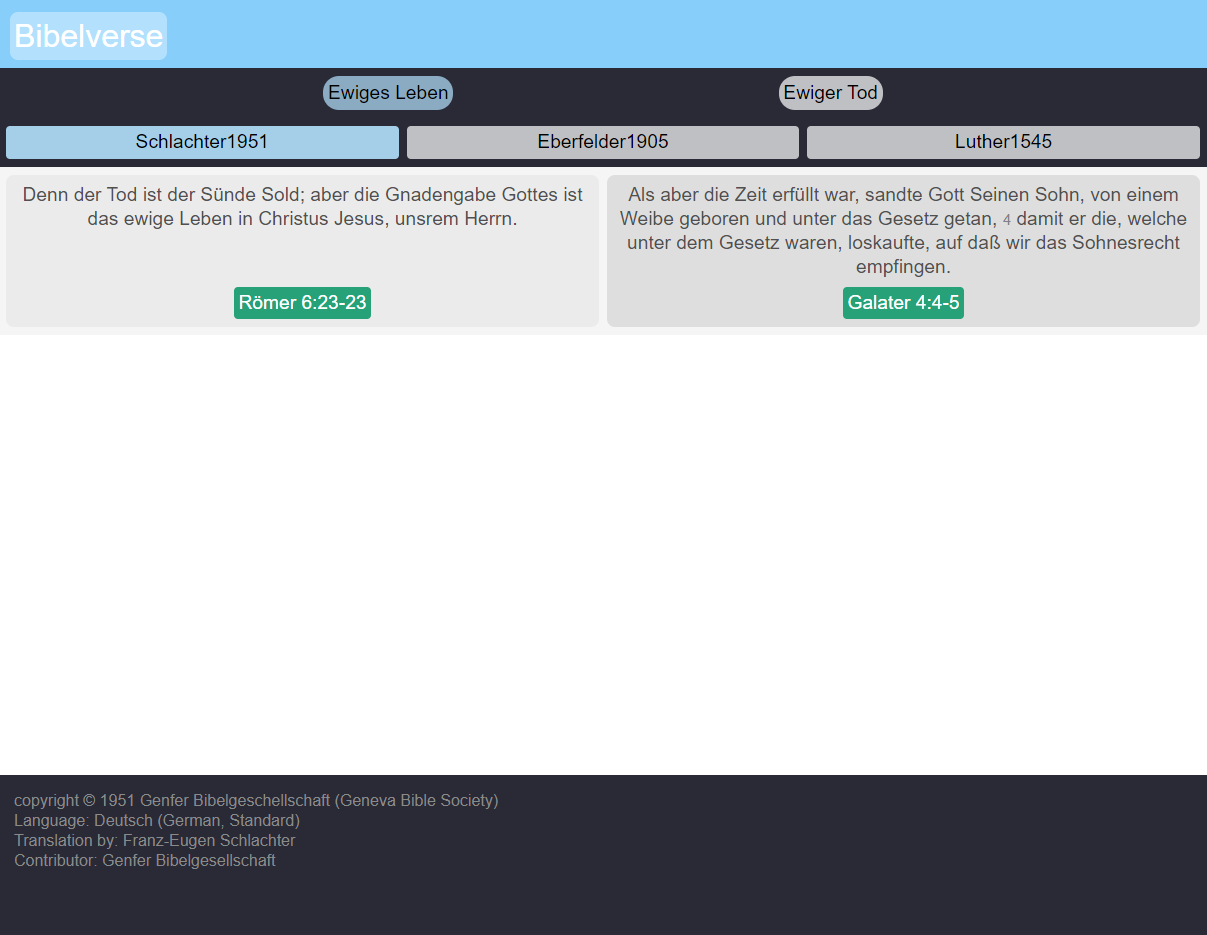 Bibelverse
Ewiges Leben
Ewiger Tod
Schlachter1951
Eberfelder1905
Luther1545
Denn der Tod ist der Sünde Sold; aber die Gnadengabe Gottes ist
das ewige Leben in Christus Jesus, unsrem Herrn.
Römer 6:23-23
Als aber die Zeit erfüllt war, sandte Gott Seinen Sohn, von einem
Weibe geboren und unter das Gesetz getan, 4 damit er die, welche
unter dem Gesetz waren, loskaufte, auf daß wir das Sohnesrecht
empfingen.
Galater 4:4-5
copyright © 1951 Genfer Bibelgeschellschaft (Geneva Bible Society)
Language: Deutsch (German, Standard)
Translation by: Franz-Eugen Schlachter
Contributor: Genfer Bibelgesellschaft